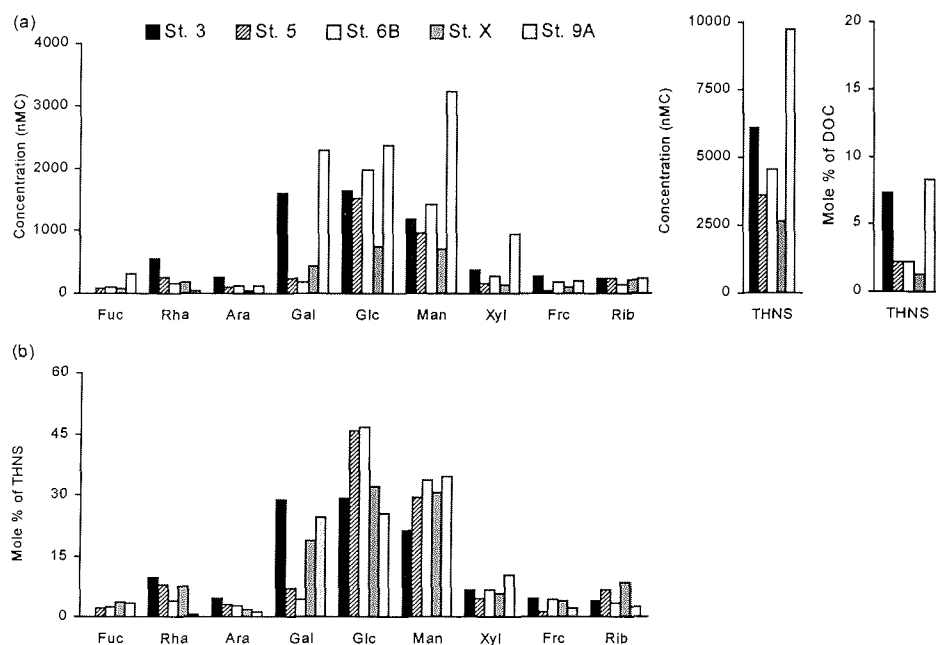 (a)
St. 3 St. 5 St. 6B St. X St. 9A
Concentration (nMC)
4000
3000
2000
1000
0
Fuc Rha Ara Gal Glc Man Xyl Frc Rib
Concentration (nMC)
10000
7500
5000
2500
0
THNS
Mole % of DOC
20
15
10
5
0
THNS
(b)
Mole % of THNS
60
45
30
15
0
Fuc Rha Ara Gal Glc Man Xyl Frc Rib